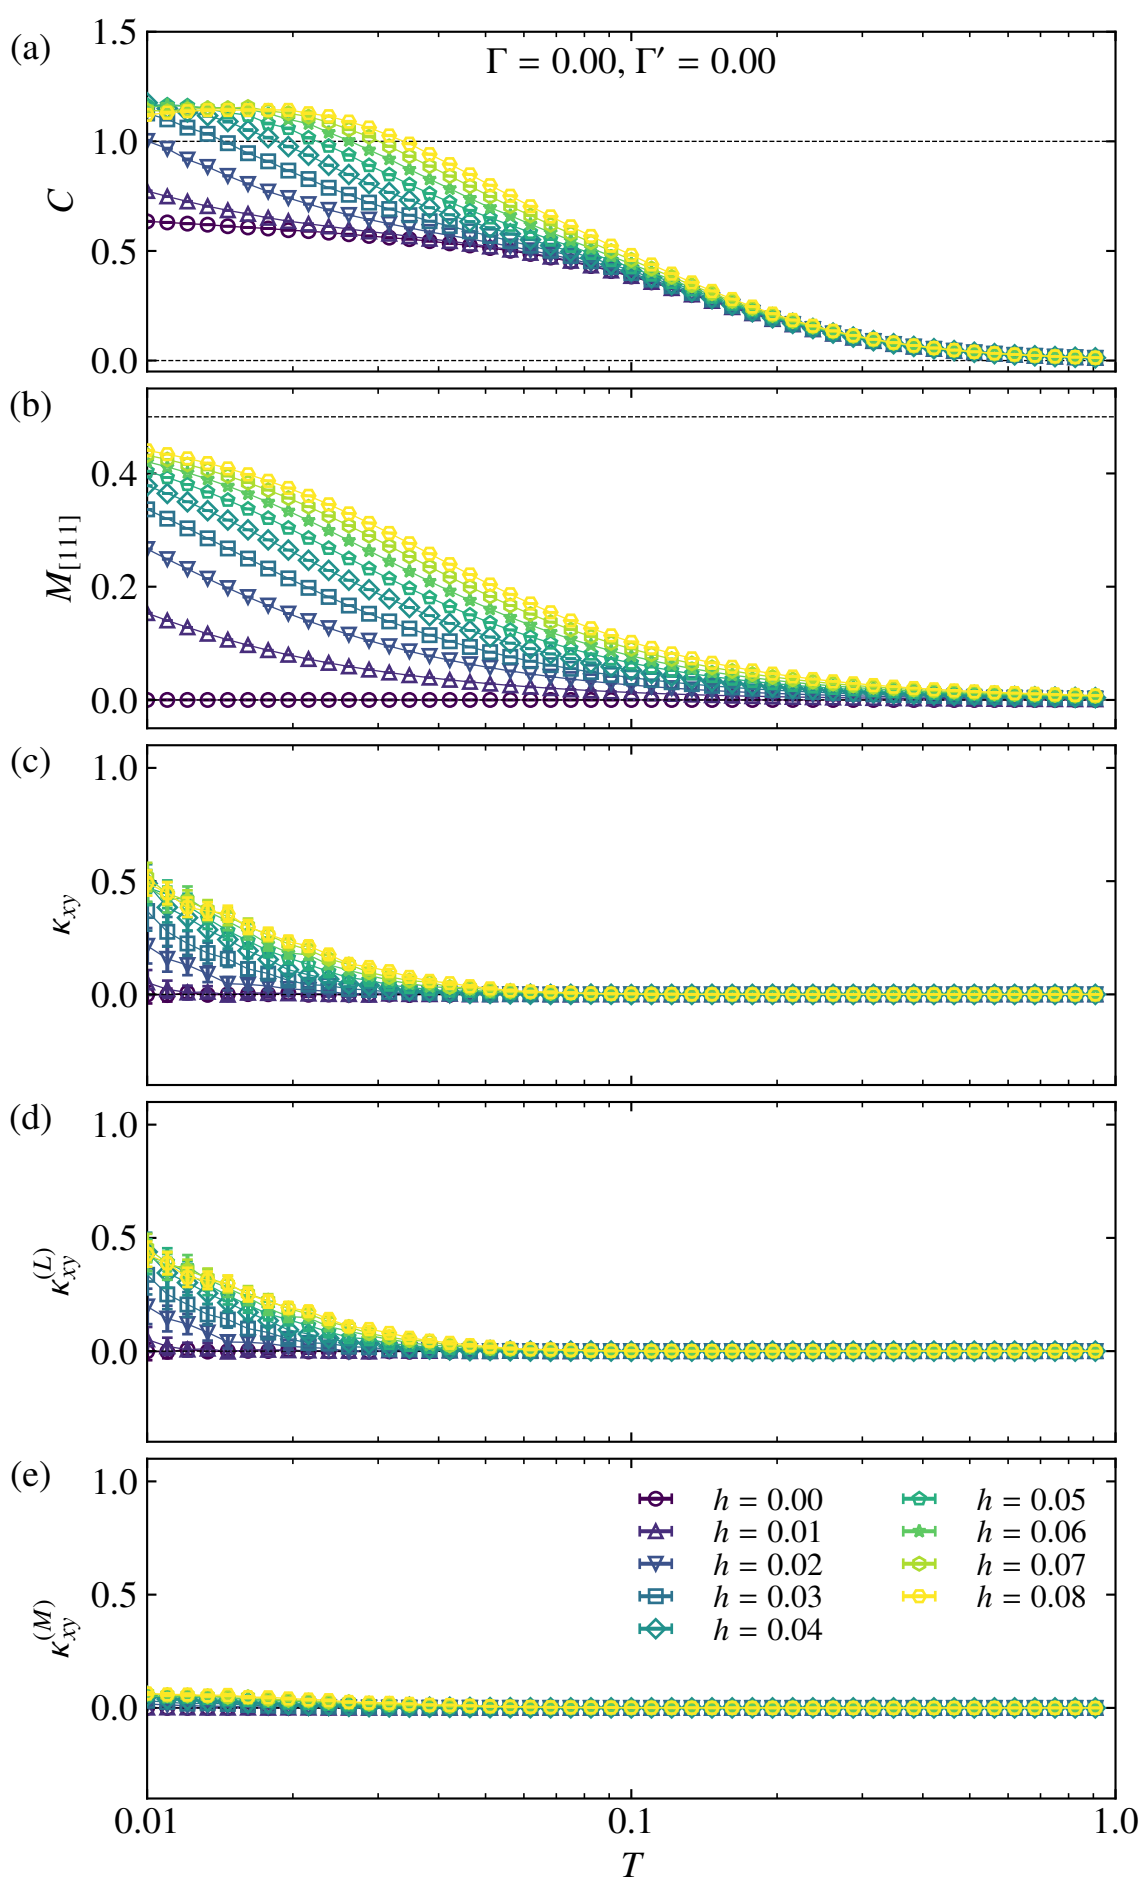 (a)
Γ = 0.00, Γ′ = 0.00
1.5
1.0
0.5
0.0
C
(b)
0.4
0.2
0.0
M[111]
(c)
1.0
0.5
0.0
κxy
(d)
1.0
0.5
0.0
κxy(L)
(e)
1.0
0.5
0.0
κxy(M)
h = 0.00
h = 0.01
h = 0.02
h = 0.03
h = 0.04
h = 0.05
h = 0.06
h = 0.07
h = 0.08
0.01 0.1 1.0
T